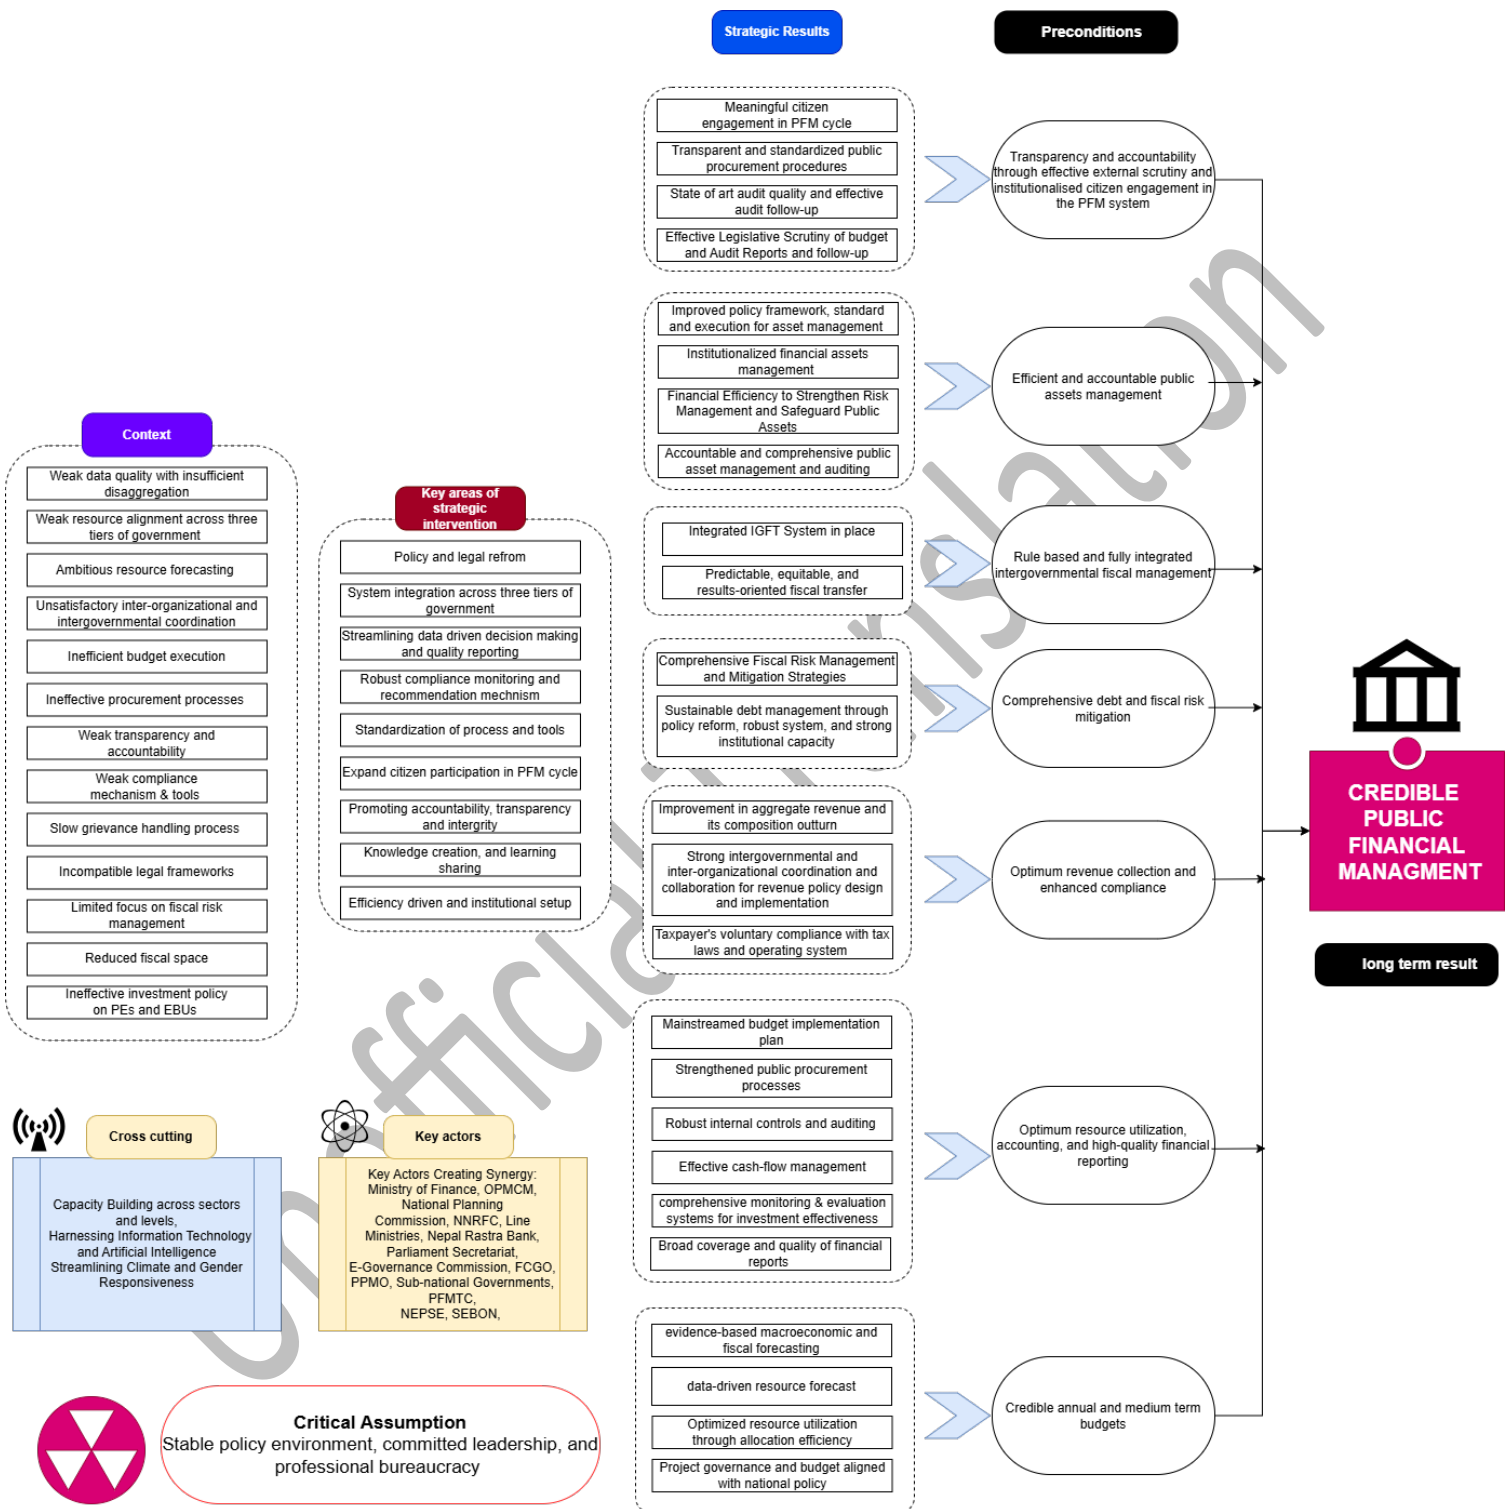 Strategic Results
Preconditions
Meaningful citizen
engagement in PFM cycle
Transparent and standardized public
procurement procedures
State of art audit quality and effective
audit follow-up
Effective Legislative Scrutiny of budget
and Audit Reports and follow-up
Transparency and accountability
through effective external scrutiny and
institutionalised citizen engagement in
the PFM system
Improved policy framework, standard
and execution for asset management
Institutionalized financial assets
management
Financial Efficiency to Strengthen Risk
Management and Safeguard Public
Assets
Accountable and comprehensive public
asset management and auditing
Efficient and accountable public
assets management
Context
Weak data quality with insufficient
disaggregation
Weak resource alignment across three
tiers of government
Ambitious resource forecasting
Unsatisfactory inter-organizational and
intergovernmental coordination
Inefficient budget execution
Ineffective procurement processes
Weak transparency and
accountability
Weak compliance
mechanism & tools
Slow grievance handling process
Incompatible legal frameworks
Limited focus on fiscal risk
management
Reduced fiscal space
Ineffective investment policy
on PEs and EBUs
Key areas of
strategic
intervention
Policy and legal refrom
System integration across three tiers of
government
Streamlining data driven decision making
and quality reporting
Robust compliance monitoring and
recommendation mechnism
Standardization of process and tools
Expand citizen participation in PFM cycle
Promoting accountability, transparency
and intergrity
Knowledge creation, and learning
sharing
Efficiency driven and institutional setup
Integrated IGFT System in place
Predictable, equitable, and
results-oriented fiscal transfer
Rule based and fully integrated
intergovernmental fiscal management
Comprehensive Fiscal Risk Management
and Mitigation Strategies
Sustainable debt management through
policy reform, robust system, and strong
institutional capacity
Comprehensive debt and fiscal risk
mitigation
Improvement in aggregate revenue and
its composition outturn
Strong intergovernmental and
inter-organizational coordination and
collaboration for revenue policy design
and implementation
Taxpayer's voluntary compliance with tax
laws and operating system
Optimum revenue collection and
enhanced compliance
CREDIBLE
PUBLIC
FINANCIAL
MANAGMENT
long term result
Mainstreamed budget implementation
plan
Strengthened public procurement
processes
Robust internal controls and auditing
Effective cash-flow management
comprehensive monitoring & evaluation
systems for investment effectiveness
Broad coverage and quality of financial
reports
Optimum resource utilization,
accounting, and high-quality financial
reporting
Cross cutting
Capacity Building across sectors
and levels,
Harnessing Information Technology
and Artificial Intelligence
Streamlining Climate and Gender
Responsiveness
Key actors
Key Actors Creating Synergy:
Ministry of Finance, OPMCM,
National Planning
Commission, NNRFC, Line
Ministries, Nepal Rastra Bank,
Parliament Secretariat,
E-Governance Commission, FCGO,
PPMO, Sub-national Governments,
PFMTC,
NEPSE, SEBON,
evidence-based macroeconomic and
fiscal forecasting
data-driven resource forecast
Optimized resource utilization
through allocation efficiency
Project governance and budget aligned
with national policy
Credible annual and medium term
budgets
Critical Assumption
Stable policy environment, committed leadership, and
professional bureaucracy